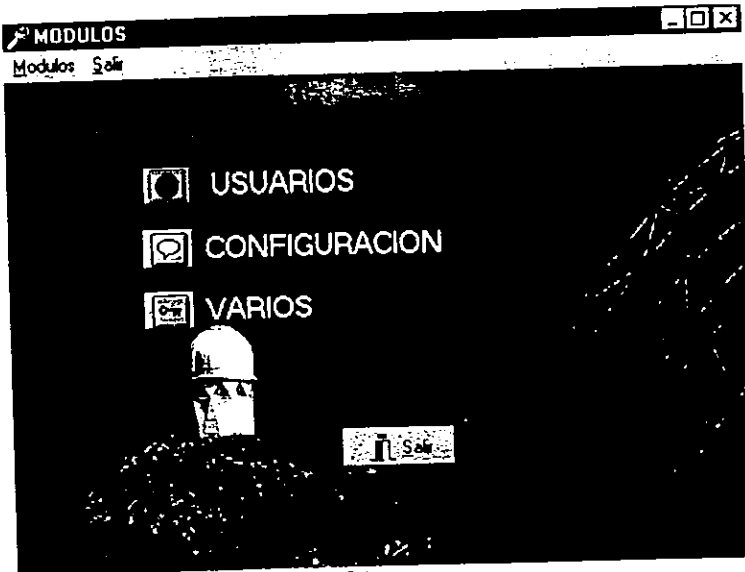 MODULOS
Modulos Salir
USUARIOS
CONFIGURACION
VARIOS
Salir